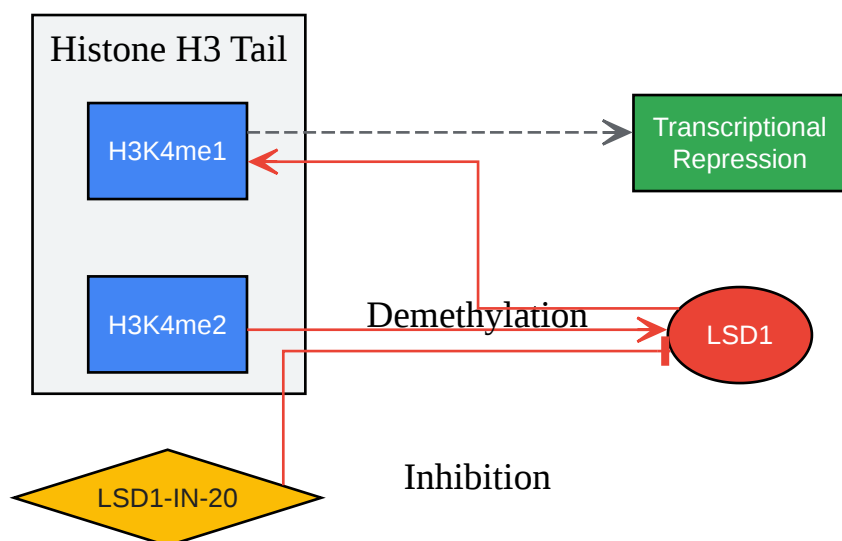 Histone H3 Tail
H3K4me1
Transcriptional
Repression
H3K4me2
Demethylation
LSD1
LSD1-IN-20
Inhibition